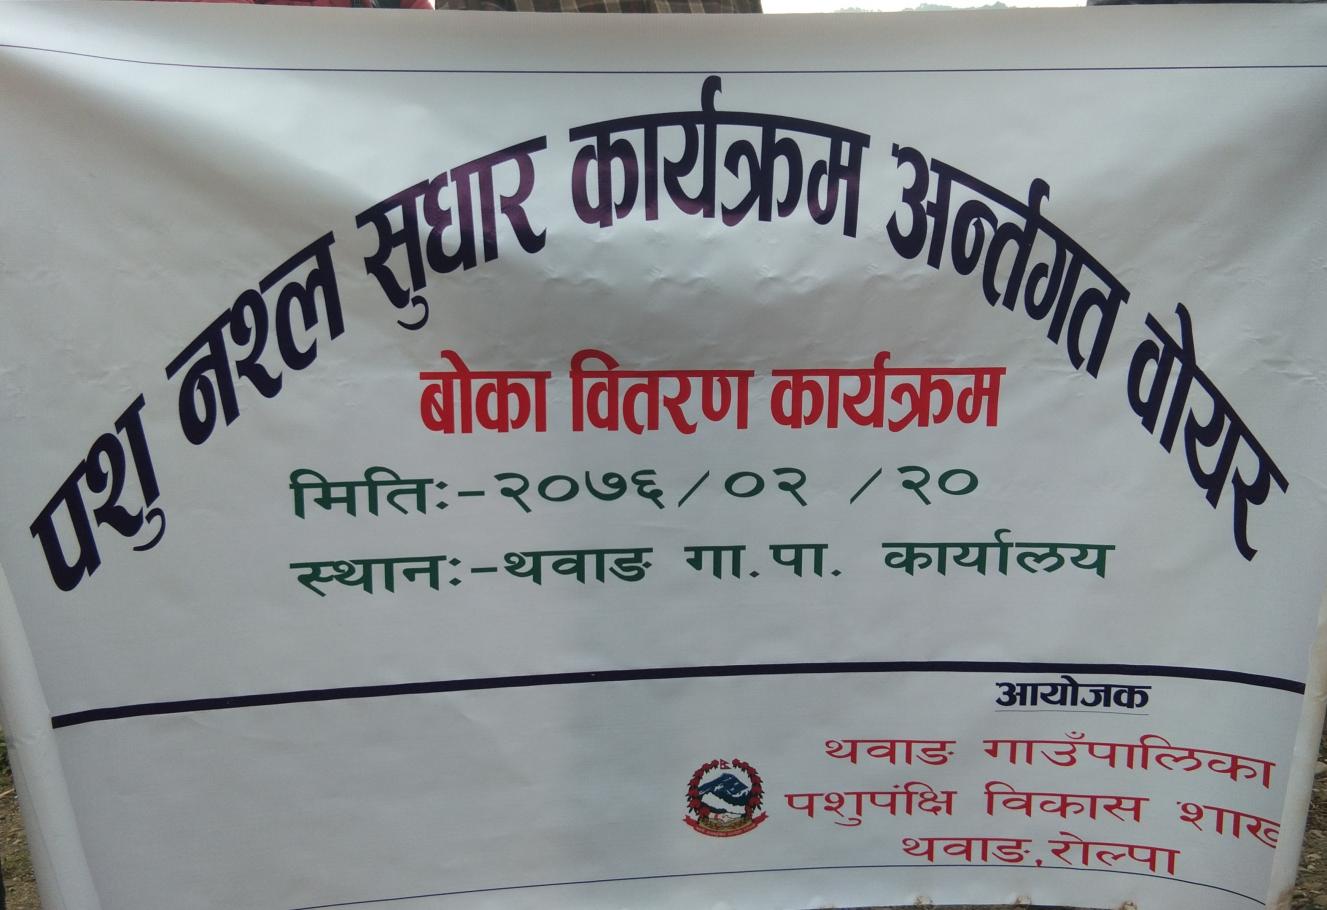 पशु नश्ल सुधार कार्यक्रम अर्न्तगत वोयर
बोका वितरण कार्यक्रम
मितिः-२०७६/०२ /२०
स्थानः-थवाङ गा.पा. कार्यालय
आयोजक
थवाङ गाउँपालिका
पशुपंक्षि विकास शाख
थवाङ,रोल्पा